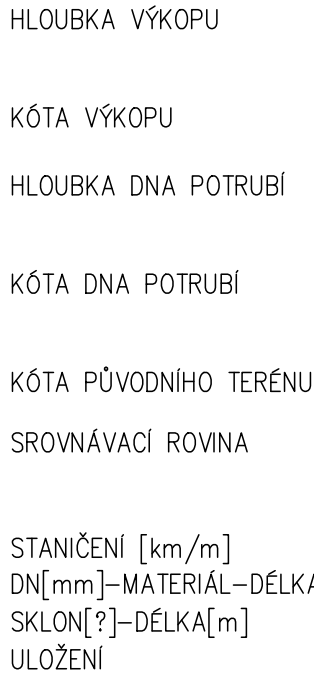 HLOUBKA VÝKOPU
KÓTA VÝKOPU
HLOUBKA DNA POTRUBÍ
KÓTA DNA POTRUBÍ
KÓTA PŮVODNÍHO TERÉNU
SROVNÁVACÍ ROVINA
STANIČENÍ [km/m]
DN[mm]–MATERIÁL–DÉLKA
SKLON[?]–DÉLKA[m]
ULOŽENÍ